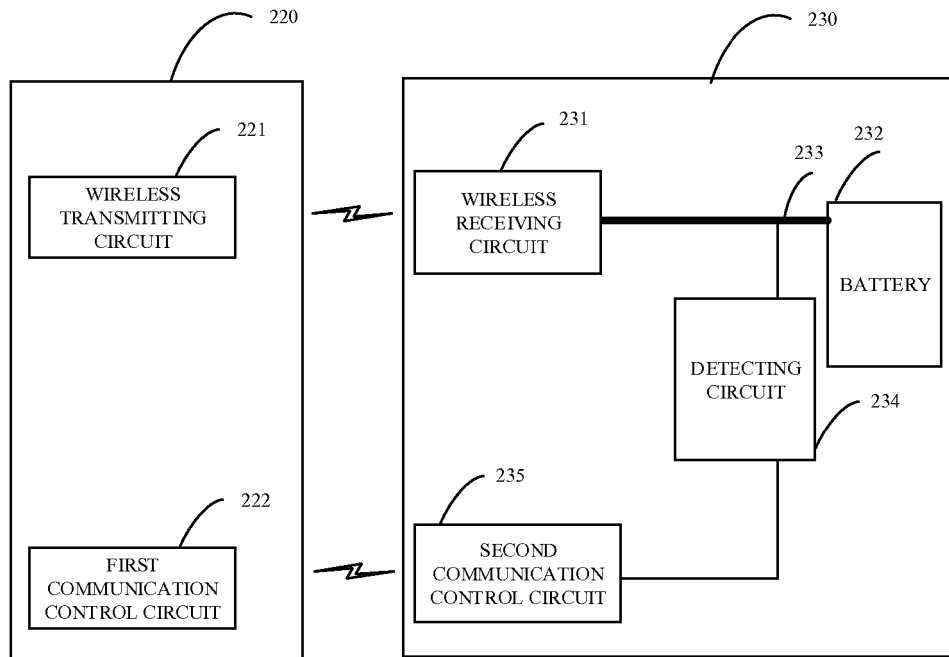 220
230
221
231
233
232
WIRELESS
TRANSMITTING
CIRCUIT
WIRELESS
RECEIVING
CIRCUIT
BATTERY
DETECTING
CIRCUIT
234
222
235
FIRST
COMMUNICATION
CONTROL CIRCUIT
SECOND
COMMUNICATION
CONTROL CIRCUIT